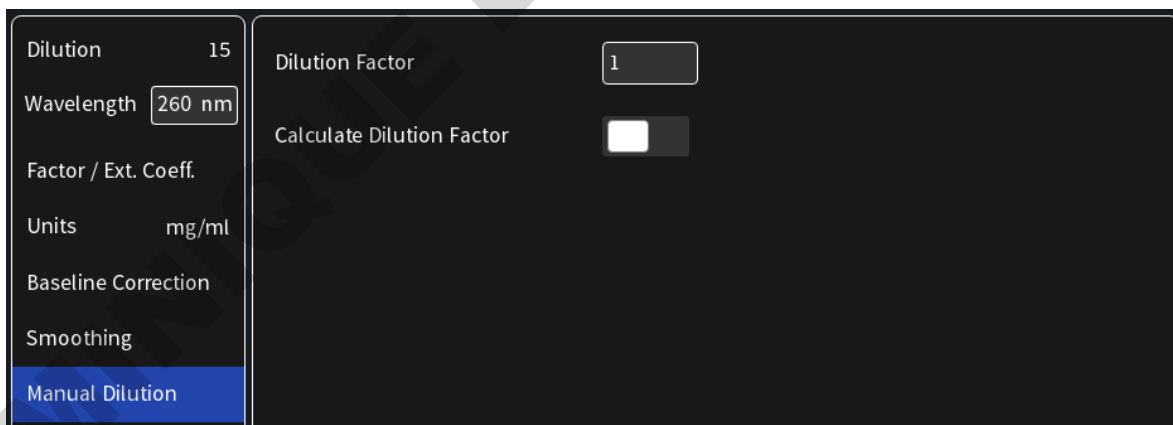 Dilution 15
Wavelength 260 nm
Factor / Ext. Coeff.
Units mg/ml
Baseline Correction
Smoothing
Manual Dilution
Dilution Factor 1
Calculate Dilution Factor